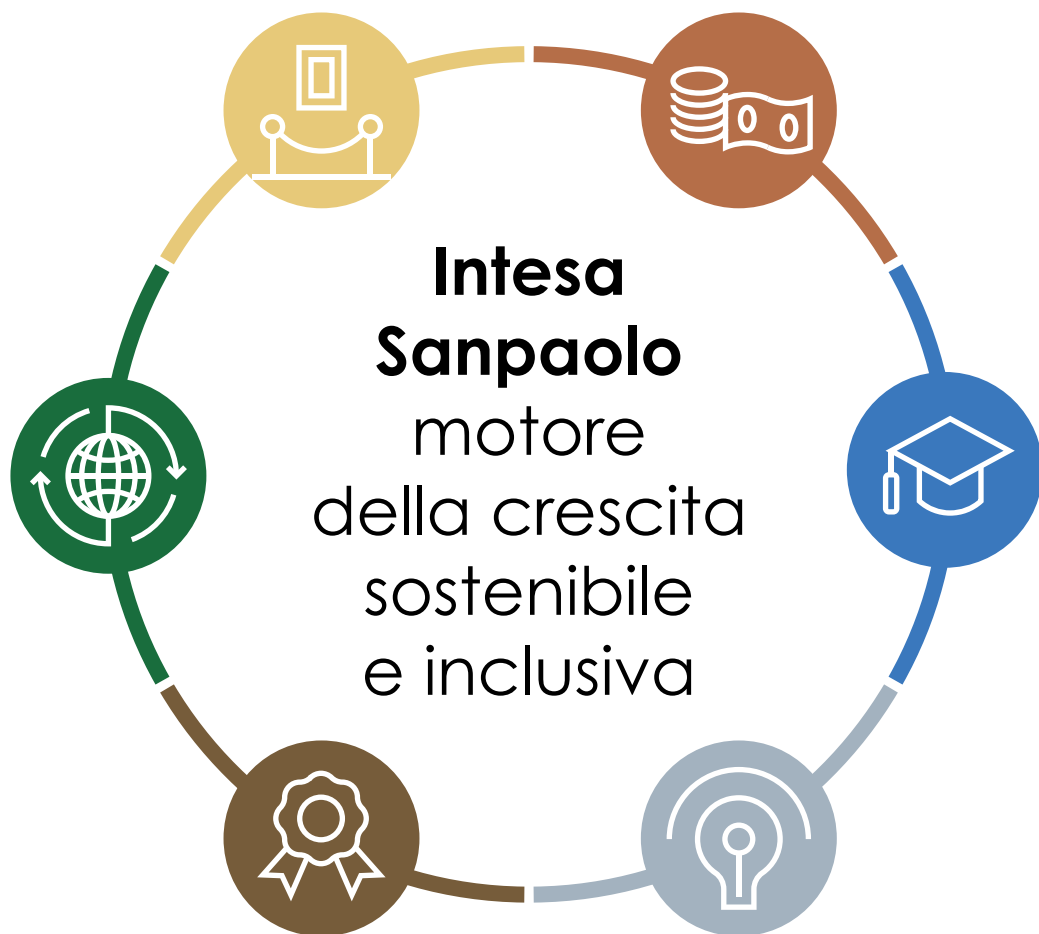 Intesa
Sanpaolo
motore
della crescita
sostenibile
e inclusiva